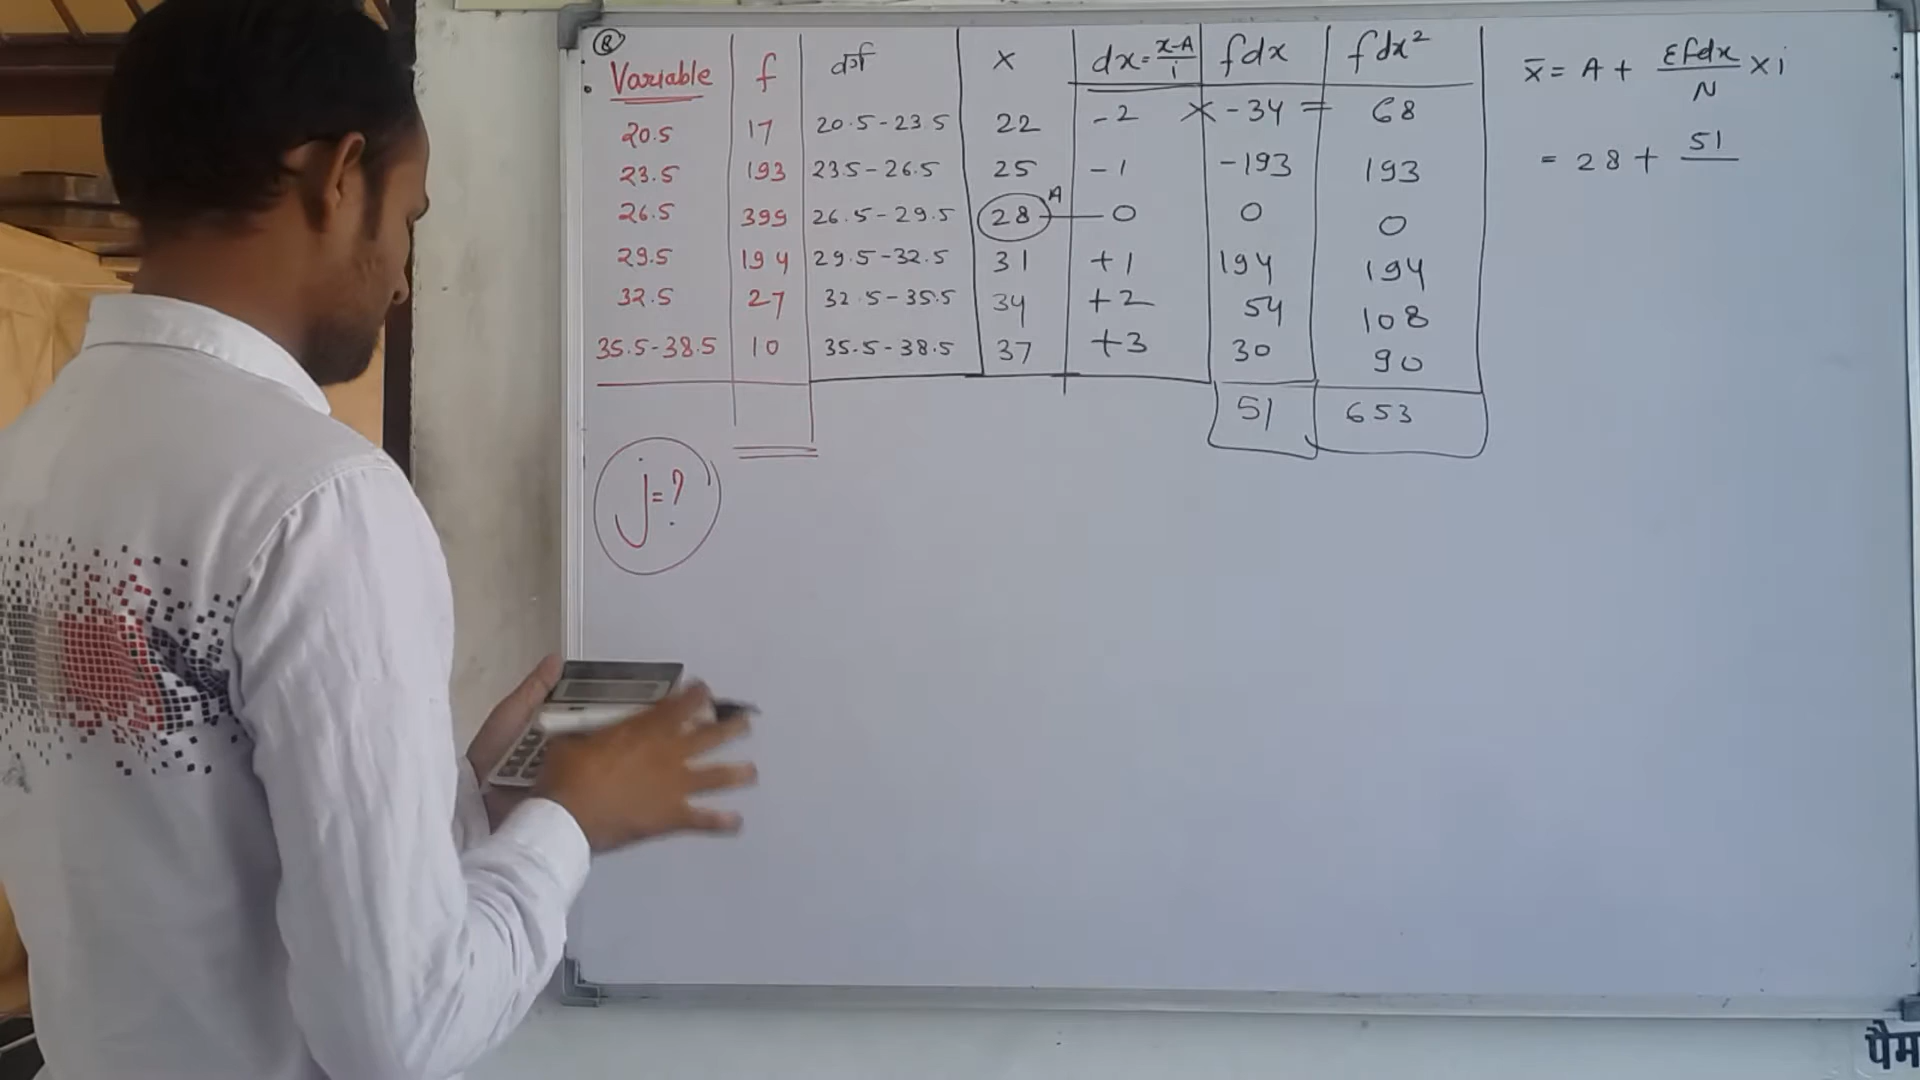 R
Variable f वर्ग x dx=x-A/i fdx fdx²
20.5 17 20.5-23.5 22 -2 × -34 = 68
23.5 193 23.5-26.5 25 -1 -193 193
26.5 399 26.5-29.5 28 A 0 0 0
29.5 194 29.5-32.5 31 +1 194 194
32.5 27 32.5-35.5 34 +2 54 108
35.5-38.5 10 35.5-38.5 37 +3 30 90
51 653
j=?
x̄ = A + Σfdx/N × i
= 28 + 51
पैम